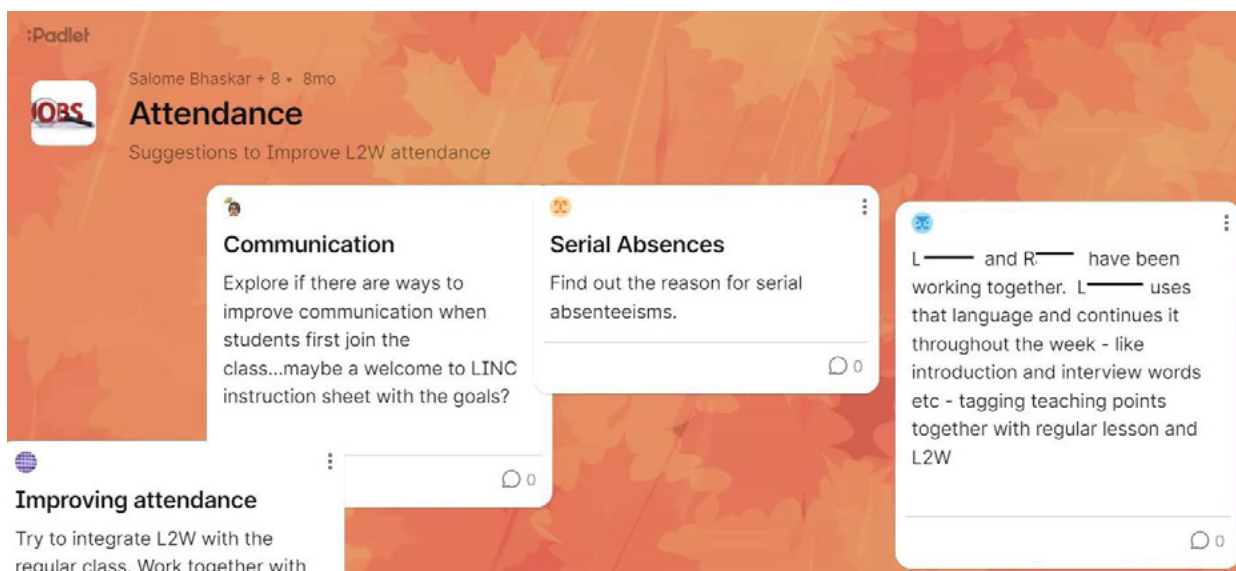 :Padlet
Salome Bhaskar + 8 • 8mo
JOBS
Attendance
Suggestions to Improve L2W attendance
Communication
Explore if there are ways to
improve communication when
students first join the
class...maybe a welcome to LINC
instruction sheet with the goals?
0
Serial Absences
Find out the reason for serial
absenteeisms.
0
L and R have been
working together. L uses
that language and continues it
throughout the week - like
introduction and interview words
etc - tagging teaching points
together with regular lesson and
L2W
0
Improving attendance
Try to integrate L2W with the
regular class. Work together with